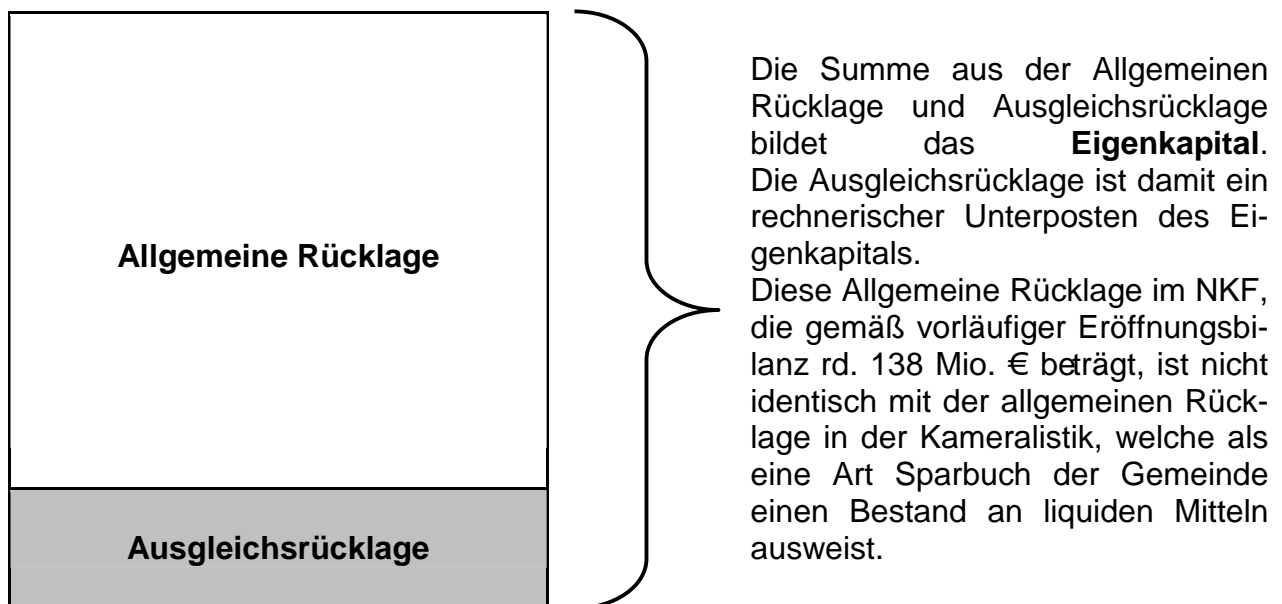 Allgemeine Rücklage
Ausgleichsrücklage
Die Summe aus der Allgemeinen
Rücklage und Ausgleichsrücklage
bildet das Eigenkapital.
Die Ausgleichsrücklage ist damit ein
rechnerischer Unterposten des Ei-
genkapitals.
Diese Allgemeine Rücklage im NKF,
die gemäß vorläufiger Eröffnungsbi-
lanz rd. 138 Mio. € beträgt, ist nicht
identisch mit der allgemeinen Rück-
lage in der Kameralistik, welche als
eine Art Sparbuch der Gemeinde
einen Bestand an liquiden Mitteln
ausweist.